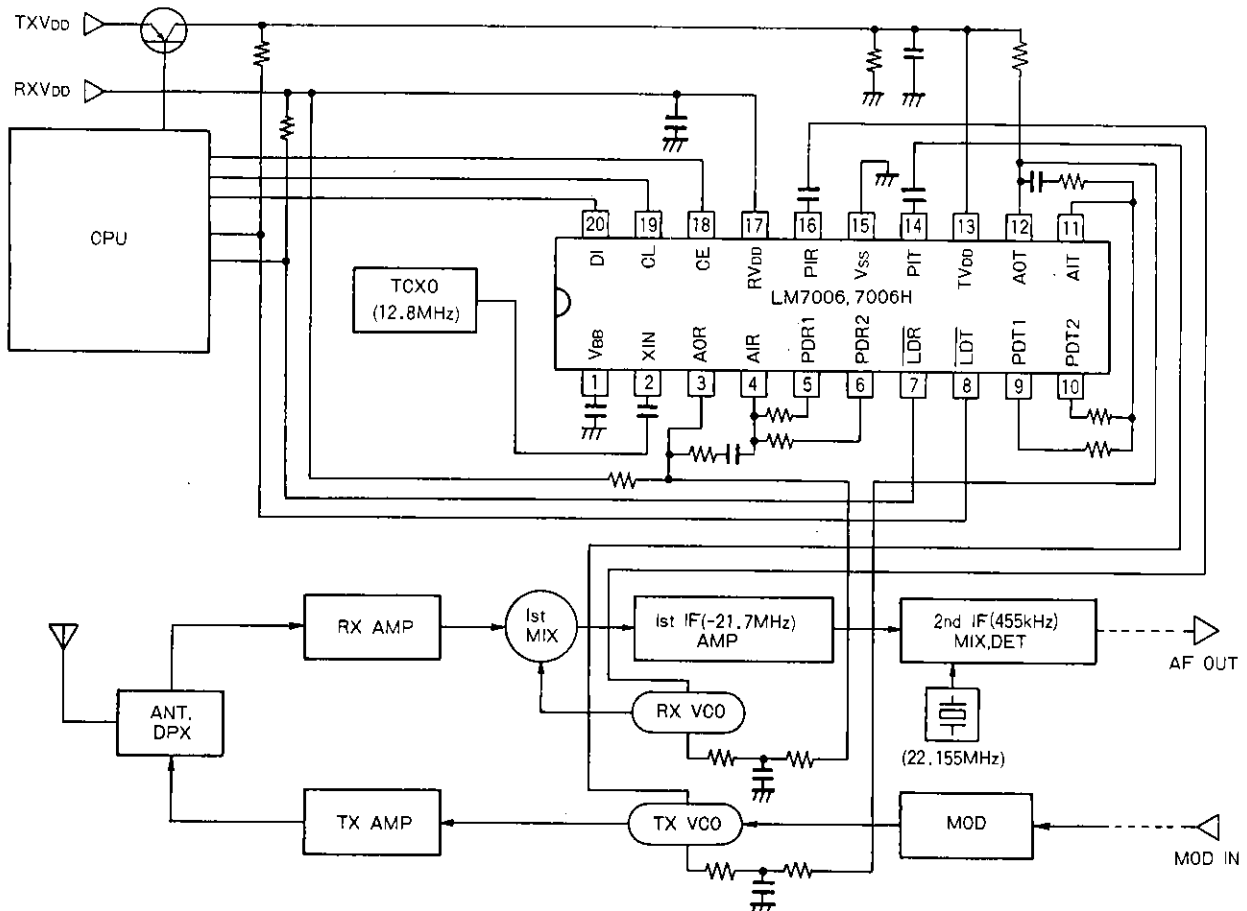 TXVDD
RXVDD
CPU
TCXO
(12.8MHz)
20 19 18 17 16 15 14 13 12 11
DI CL CE RVDD PIR VSS PIT TVDD AOT AIT
LM7006, 7006H
VBB XIN AOR AIR PDR1 PDR2 LDR LDT PDT1 PDT2
1 2 3 4 5 6 7 8 9 10
RX AMP
Ist
MIX
Ist IF(-21.7MHz)
AMP
2nd IF(455kHz)
MIX,DET
AF OUT
ANT.
DPX
RX VCO
(22.155MHz)
TX AMP
TX VCO
MOD
MOD IN